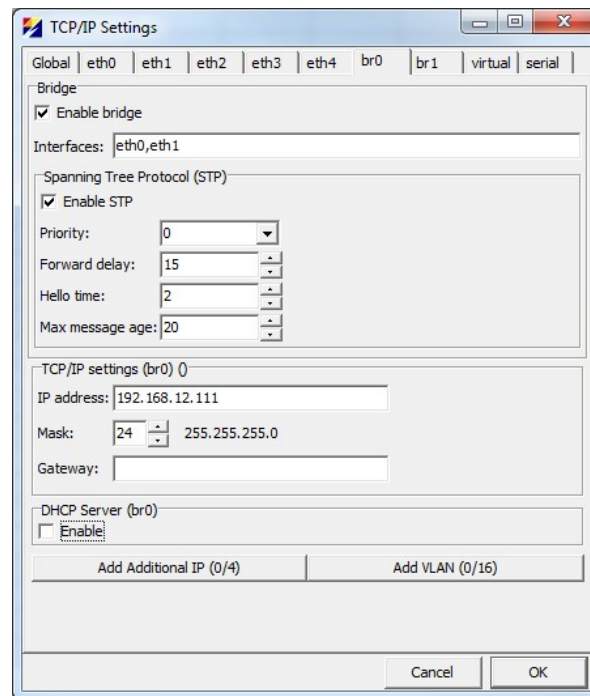 TCP/IP Settings
Global eth0 eth1 eth2 eth3 eth4 br0 br1 virtual serial
Bridge
Enable bridge
Interfaces: eth0,eth1
Spanning Tree Protocol (STP)
Enable STP
Priority: 0
Forward delay: 15
Hello time: 2
Max message age: 20
TCP/IP settings (br0) ()
IP address: 192.168.12.111
Mask: 24 255.255.255.0
Gateway:
DHCP Server (br0)
Enable
Add Additional IP (0/4) Add VLAN (0/16)
Cancel OK